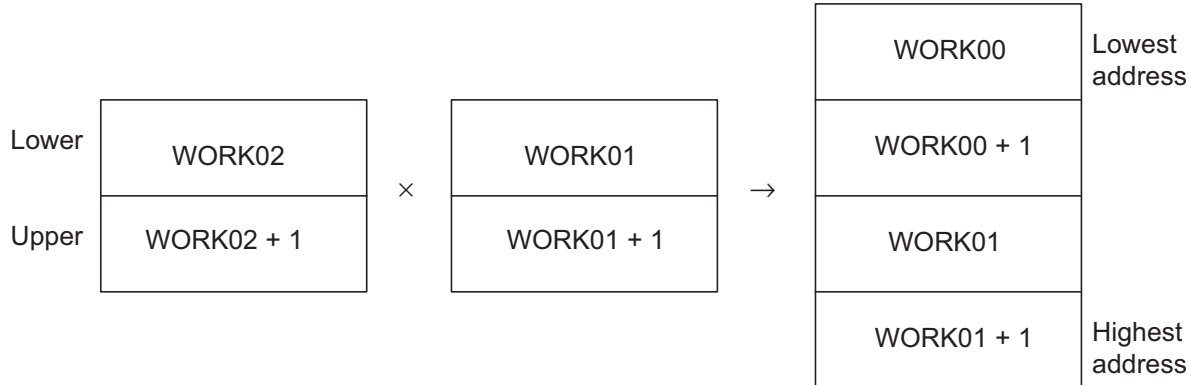 Lower
Upper
WORK02
WORK02 + 1
×
WORK01
WORK01 + 1
→
WORK00
WORK00 + 1
WORK01
WORK01 + 1
Lowest
address
Highest
address